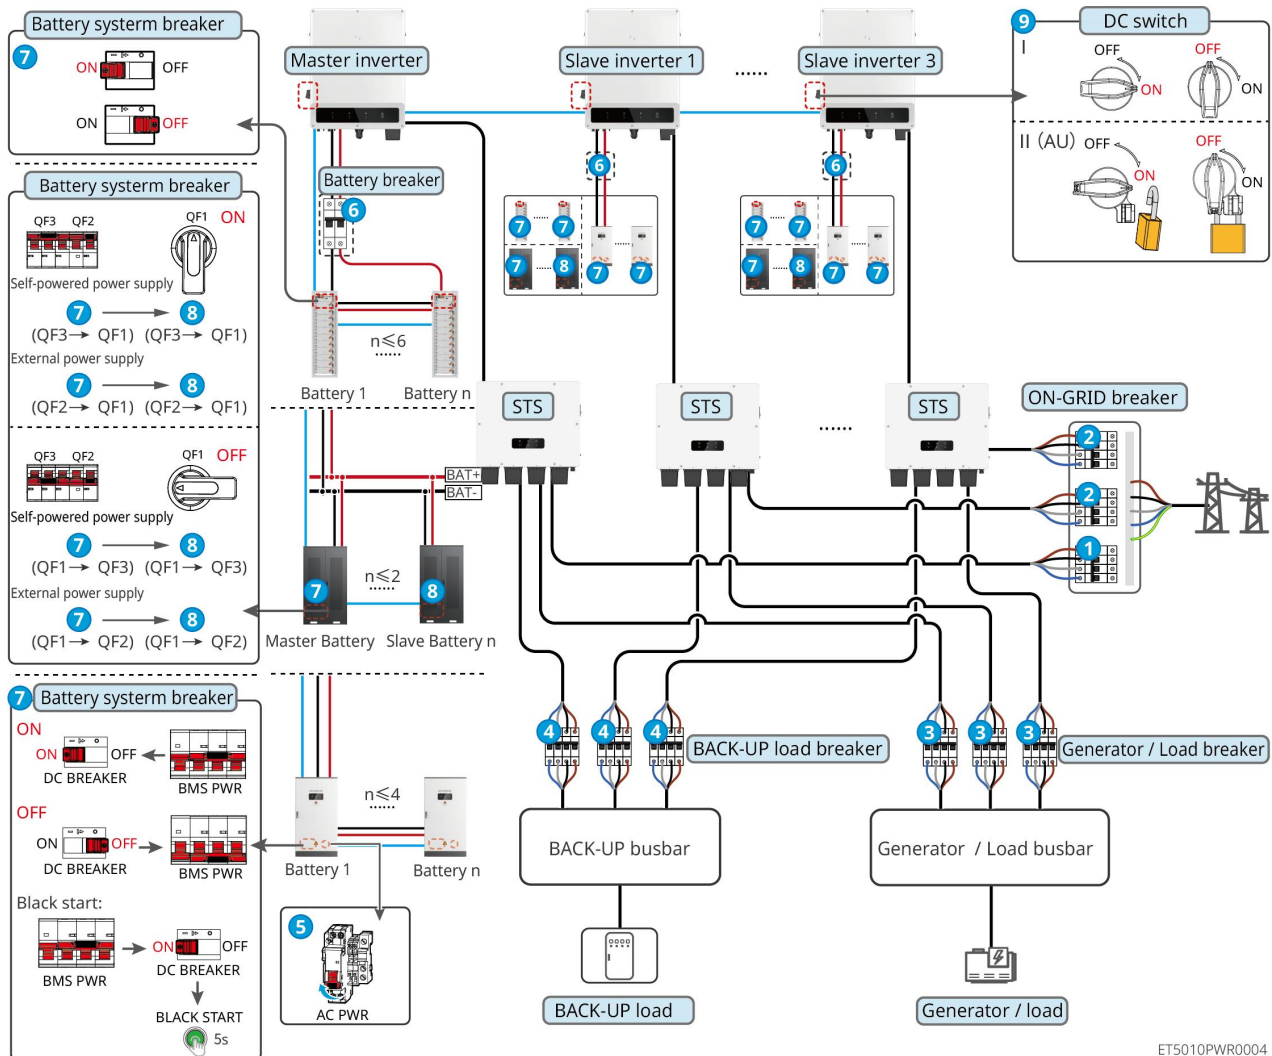 Battery systerm breaker
7
ON
OFF
ON
OFF
Battery systerm breaker
QF3 QF2
QF1
ON
Self-powered power supply
7 8
(QF3→ QF1) (QF3→ QF1)
External power supply
7 8
(QF2→ QF1) (QF2→ QF1)
QF3 QF2
QF1
OFF
Self-powered power supply
7 8
(QF1→ QF3) (QF1→ QF3)
External power supply
7 8
(QF1→ QF2) (QF1→ QF2)
7
Battery systerm breaker
ON
ON
OFF
DC BREAKER
BMS PWR
OFF
ON
OFF
DC BREAKER
BMS PWR
Black start:
BMS PWR
ON
OFF
DC BREAKER
BLACK START
5s
Master inverter
Slave inverter 1
......
Slave inverter 3
Battery breaker
6
6
6
7 ...... 7
7 ...... 8
7 ...... 7
7 ...... 7
7 ...... 8
7 ...... 7
n≤6
......
Battery 1
Battery n
STS
STS
......
STS
BAT+
BAT-
7
n≤2
......
8
Master Battery
Slave Battery n
n≤4
......
Battery 1
Battery n
5
AC PWR
9
DC switch
I
OFF
ON
OFF
ON
II (AU)
OFF
ON
OFF
ON
ON-GRID breaker
2
2
1
4
4
4
BACK-UP load breaker
3
3
3
Generator / Load breaker
BACK-UP busbar
Generator / Load busbar
BACK-UP load
Generator / load
ET5010PWR0004